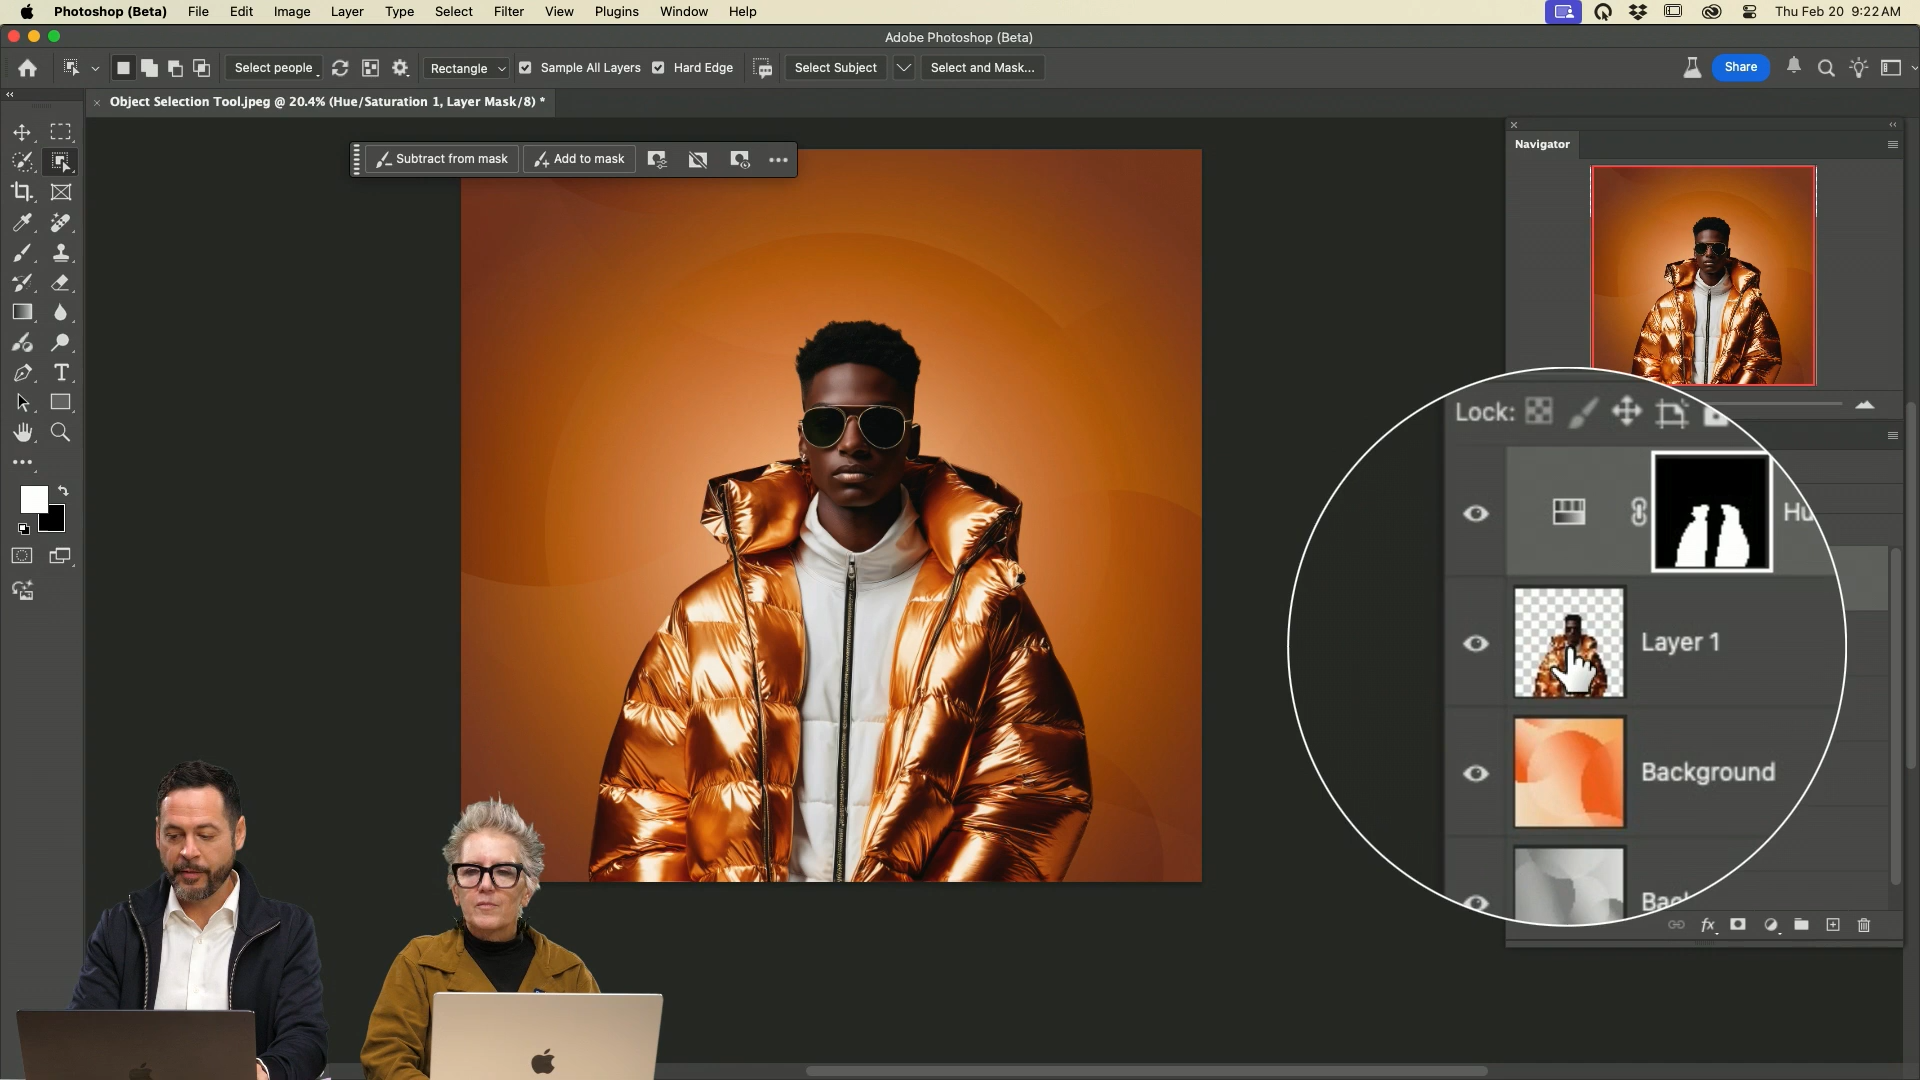 Photoshop (Beta) File Edit Image Layer Type Select Filter View Plugins Window Help Thu Feb 20 9:22 AM
Adobe Photoshop (Beta)
Select people Rectangle Sample All Layers Hard Edge Select Subject Select and Mask... Share
Object Selection Tool.jpeg @ 20.4% (Hue/Saturation 1, Layer Mask/8) *
Subtract from mask Add to mask
Navigator
Lock:
Hu
Layer 1
Background
Bac